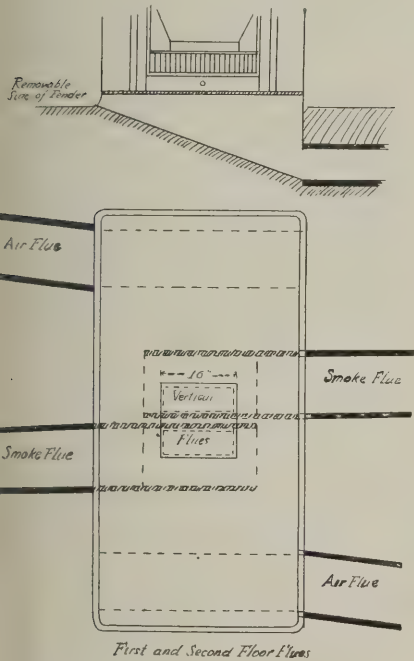 Removable
Side of Fender
Air Flue
Smoke Flue
16"
Vertical
Flues
Smoke Flue
Air Flue
First and Second Floor Flues